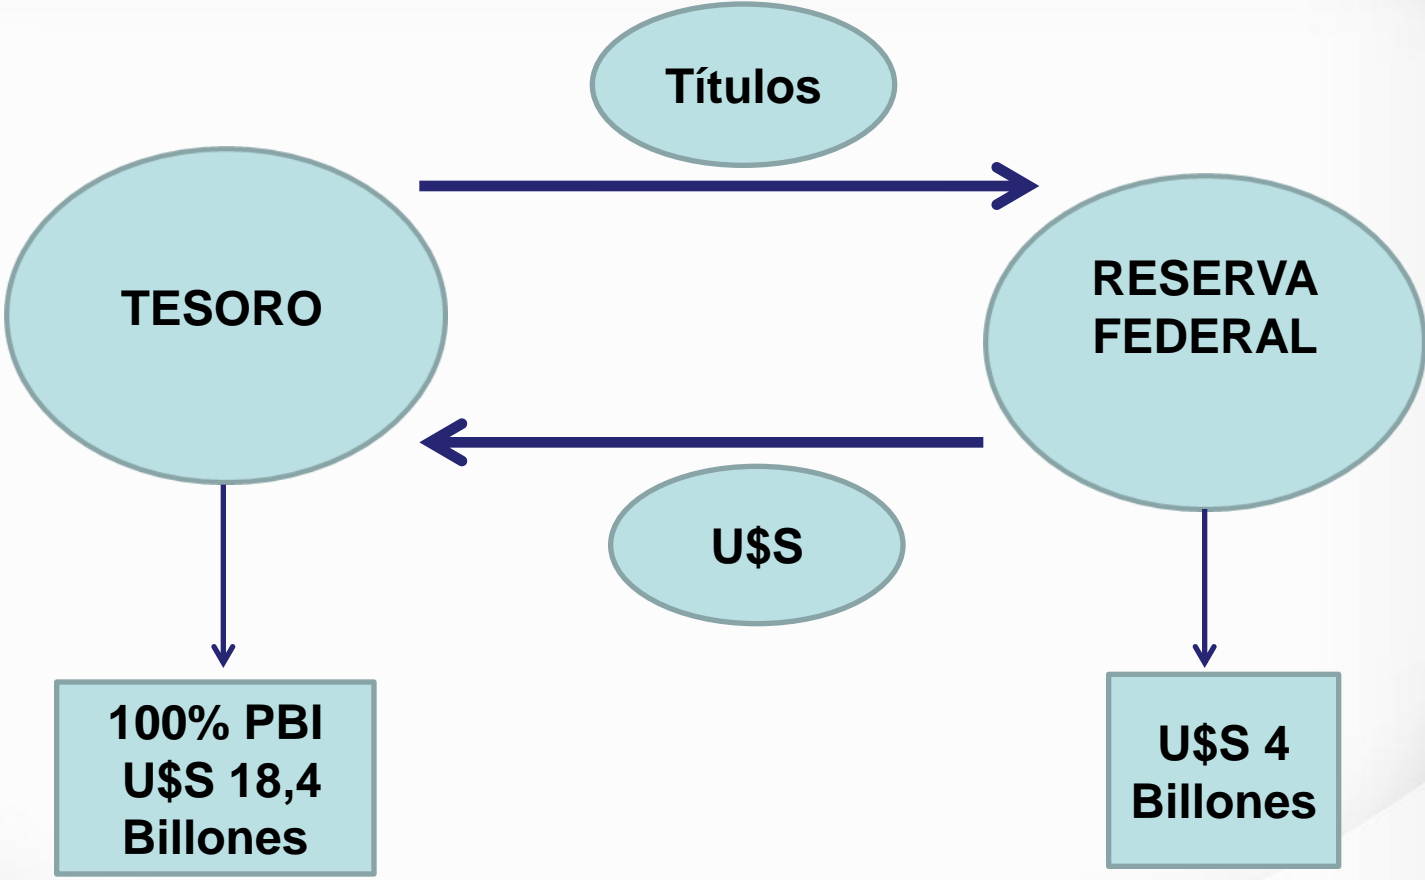 Títulos
TESORO
RESERVA
FEDERAL
U$S
100% PBI
U$S 18,4
Billones
U$S 4
Billones